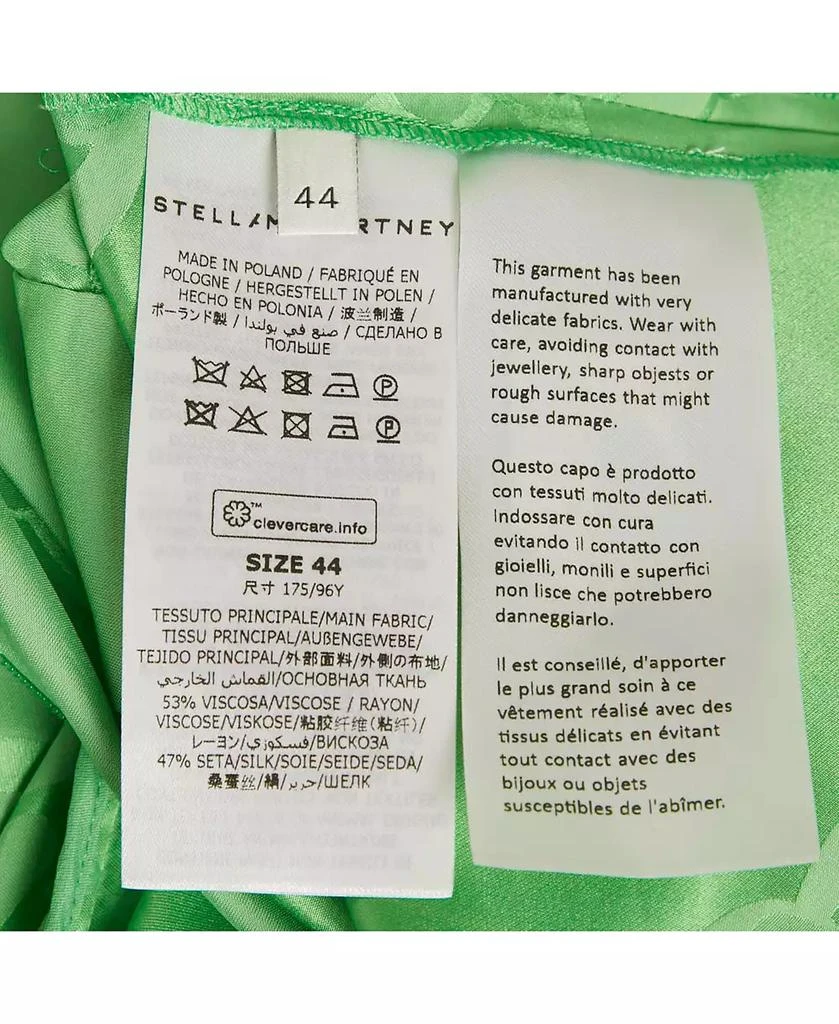 44
STELLA M RTNEY
MADE IN POLAND / FABRIQUÉ EN
POLOGNE / HERGESTELLT IN POLEN /
HECHO EN POLONIA / 波兰制造 /
ポーランド製 / صنع في بولندا / СДЕЛАНО В
ПОЛЬШЕ
P
P
™
clevercare.info
SIZE 44
尺寸 175/96Y
TESSUTO PRINCIPALE/MAIN FABRIC/
TISSU PRINCIPAL/AUßENGEWEBE/
TEJIDO PRINCIPAL/外部面料/外側の布地/
القماش الخارجي/ОСНОВНАЯ ТКАНЬ
53% VISCOSA/VISCOSE / RAYON/
VISCOSE/VISKOSE/粘胶纤维(粘纤)/
レーヨン/فسكوزي/ВИСКОЗА
47% SETA/SILK/SOIE/SEIDE/SEDA/
桑蚕丝/絹/حرير/ШЕЛК
This garment has been
manufactured with very
delicate fabrics. Wear with
care, avoiding contact with
jewellery, sharp objests or
rough surfaces that might
cause damage.
Questo capo è prodotto
con tessuti molto delicati.
Indossare con cura
evitando il contatto con
gioielli, monili e superfici
non lisce che potrebbero
danneggiarlo.
Il est conseillé, d'apporter
le plus grand soin à ce
vêtement réalisé avec des
tissus délicats en évitant
tout contact avec des
bijoux ou objets
susceptibles de l'abîmer.